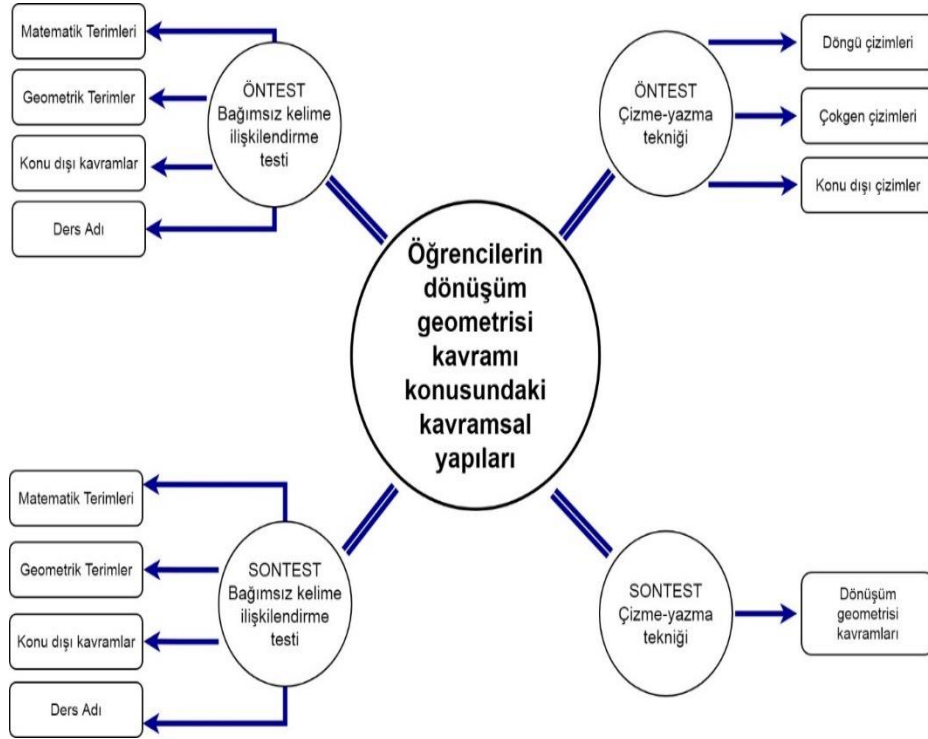 Matematik Terimleri
Geometrik Terimler
Konu dışı kavramlar
Ders Adı
ÖNTEST
Bağımsız kelime
ilişkilendirme
testi
ÖNTEST
Çizme-yazma
tekniği
Döngü çizimleri
Çokgen çizimleri
Konu dışı çizimler
Öğrencilerin
dönüşüm
geometrisi
kavramı
konusundaki
kavramsal
yapıları
Matematik Terimleri
Geometrik Terimler
Konu dışı kavramlar
Ders Adı
SONTEST
Bağımsız kelime
ilişkilendirme
testi
SONTEST
Çizme-yazma
tekniği
Dönüşüm
geometrisi
kavramları